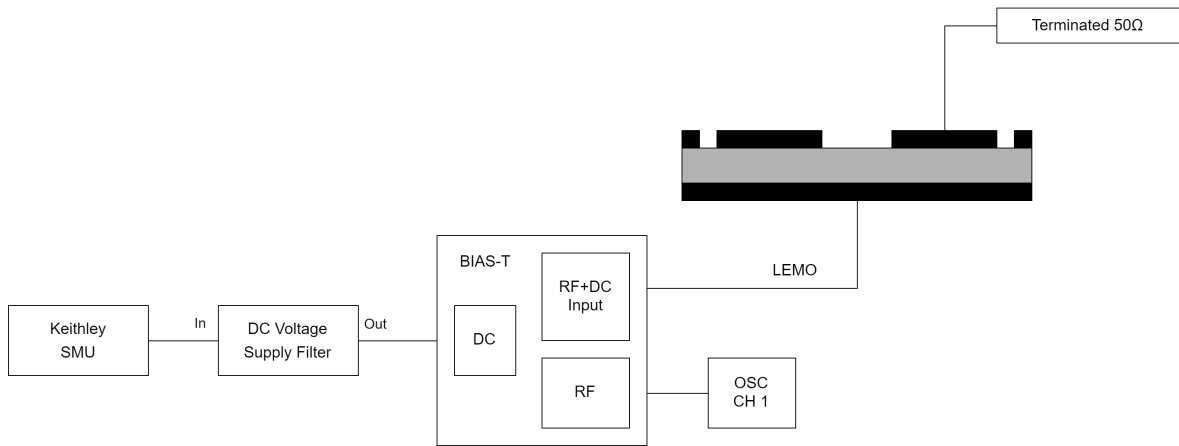 Terminated 50Ω
BIAS-T
RF+DC
Input
LEMO
Keithley
SMU
In
DC Voltage
Supply Filter
Out
DC
RF
OSC
CH 1